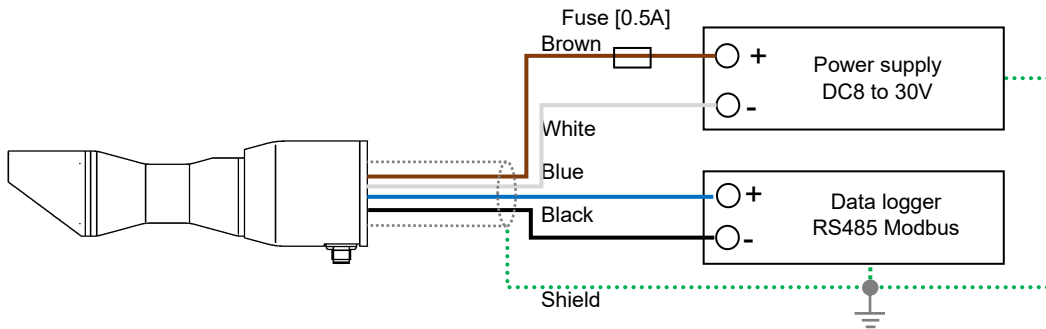 Fuse [0.5A]
Brown
+
Power supply
DC8 to 30V
-
White
Blue
+
Data logger
RS485 Modbus
Black
-
Shield